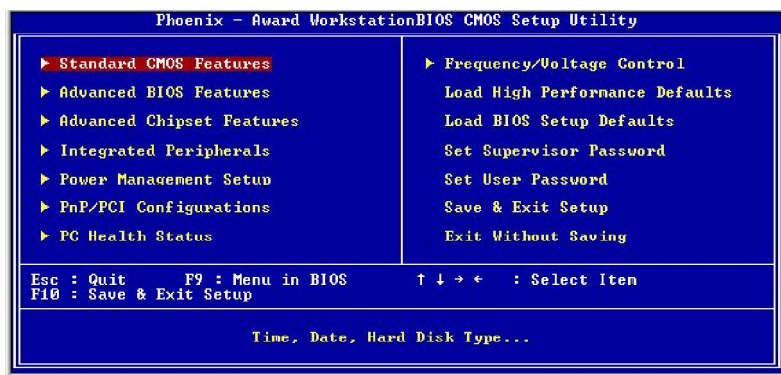 Phoenix - Award WorkstationBIOS CMOS Setup Utility
▶ Standard CMOS Features
▶ Advanced BIOS Features
▶ Advanced Chipset Features
▶ Integrated Peripherals
▶ Power Management Setup
▶ PnP/PCI Configurations
▶ PC Health Status
▶ Frequency/Voltage Control
Load High Performance Defaults
Load BIOS Setup Defaults
Set Supervisor Password
Set User Password
Save & Exit Setup
Exit Without Saving
Esc : Quit F9 : Menu in BIOS ↑ ↓ → ← : Select Item
F10 : Save & Exit Setup
Time, Date, Hard Disk Type...